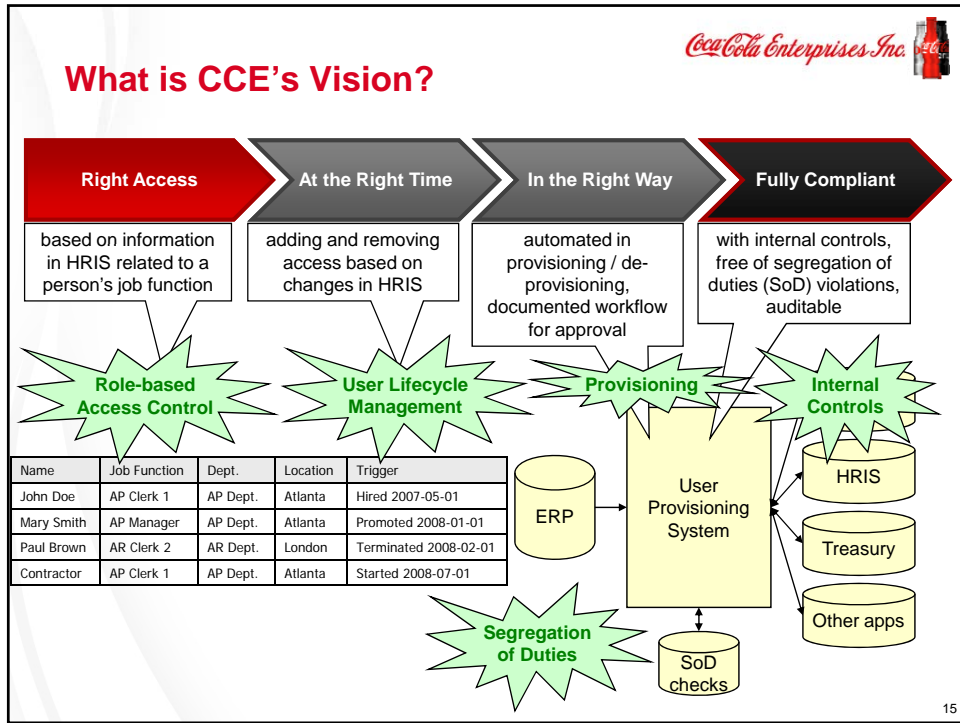 Coca-Cola Enterprises Inc.
What is CCE's Vision?
Right Access
At the Right Time
In the Right Way
Fully Compliant
based on information
in HRIS related to a
person's job function
adding and removing
access based on
changes in HRIS
automated in
provisioning / de-
provisioning,
documented workflow
for approval
with internal controls,
free of segregation of
duties (SoD) violations,
auditable
Role-based
Access Control
User Lifecycle
Management
Provisioning
Internal
Controls
Name Job Function Dept. Location Trigger
John Doe AP Clerk 1 AP Dept. Atlanta Hired 2007-05-01
Mary Smith AP Manager AP Dept. Atlanta Promoted 2008-01-01
Paul Brown AR Clerk 2 AR Dept. London Terminated 2008-02-01
Contractor AP Clerk 1 AP Dept. Atlanta Started 2008-07-01
ERP
User
Provisioning
System
HRIS
Treasury
Other apps
Segregation
of Duties
SoD
checks
15